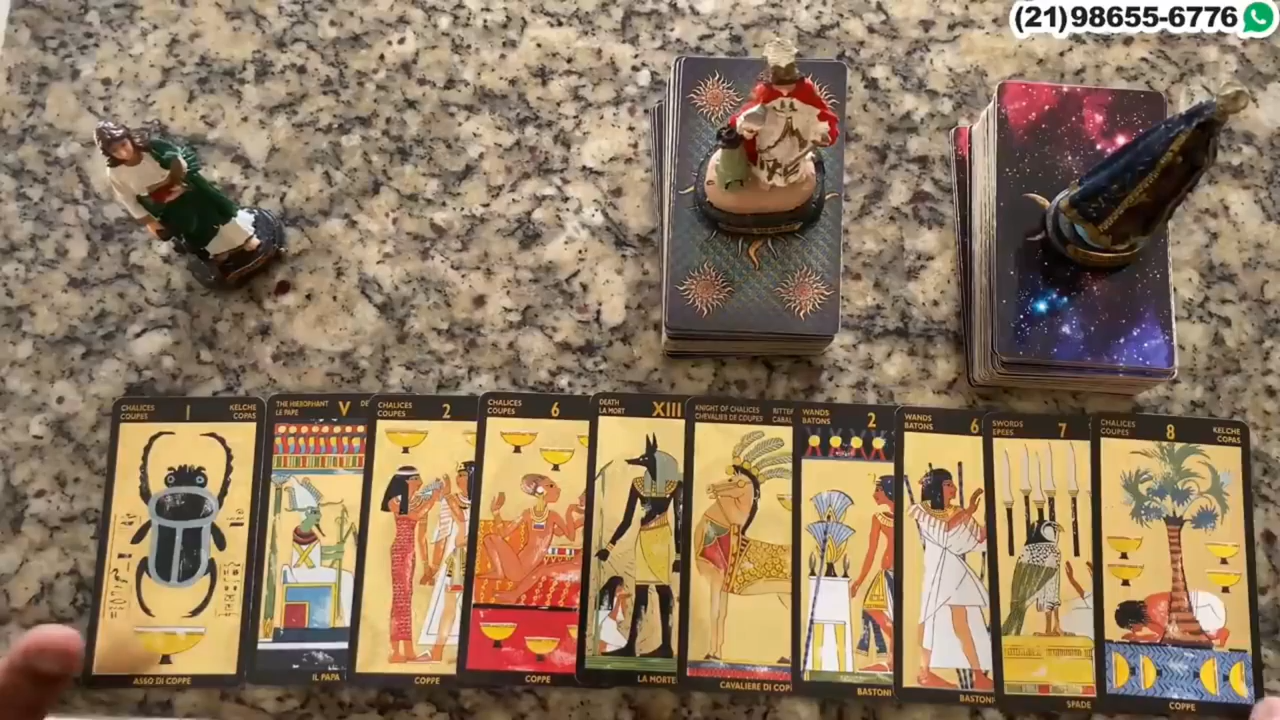 (21)98655-6776
CHALICES
COUPES
I
KELCHE
COPAS
ASSO DI COPPE
THE HIEROPHANT
LE PAPE
V
IL PAPA
CHALICES
COUPES
2
COPPE
CHALICES
COUPES
6
COPPE
DEATH
LA MORT
XIII
LA MORTE
KNIGHT OF CHALICES
CHEVALIER DE COUPES
CAVALIERE DI COP
WANDS
BATONS
2
BASTONI
WANDS
BATONS
6
BASTONI
SWORDS
EPEES
7
SPADE
CHALICES
COUPES
8
KELCHE
COPAS
COPPE